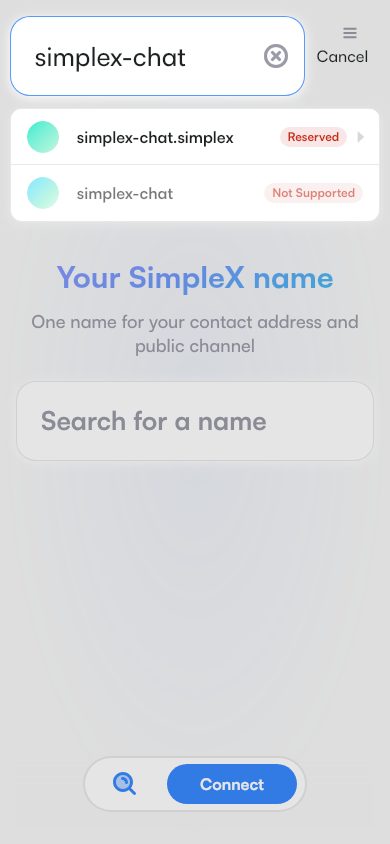 simplex-chat
Cancel
simplex-chat.simplex
Reserved
simplex-chat
Not Supported
Your SimpleX name
One name for your contact address and
public channel
Search for a name
Connect